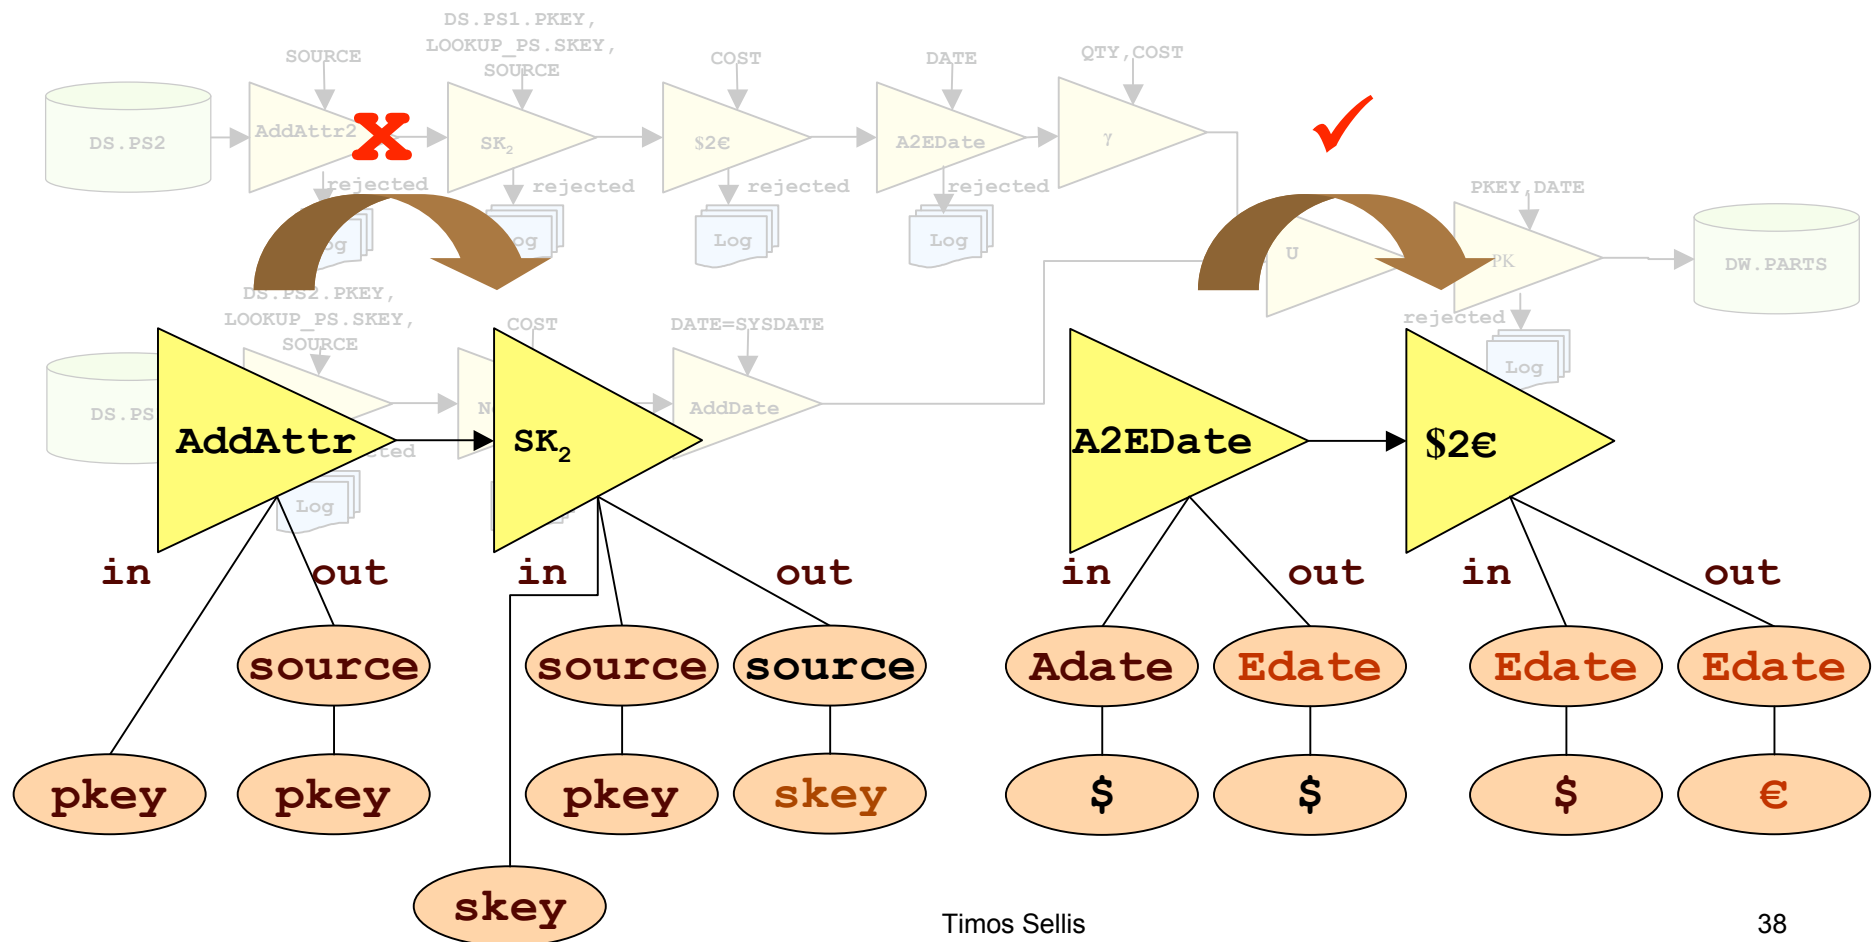 DS.PS1.PKEY,
LOOKUP_PS.SKEY,
SOURCE
SOURCE
COST
DATE
QTY,COST
DS.PS2
AddAttr2
X
SK2
$2€
A2EDate
γ
rejected
rejected
rejected
rejected
PKEY,DATE
Log
Log
U
PK
DW.PARTS
DS.PS2.PKEY,
LOOKUP_PS.SKEY,
SOURCE
COST
DATE=SYSDATE
rejected
Log
DS.PS
AddDate
Log
AddAttr
SK2
A2EDate
$2€
in
out
in
out
in
out
in
out
source
source
source
Adate
Edate
Edate
Edate
pkey
pkey
pkey
skey
$
$
$
€
skey
Timos Sellis
38